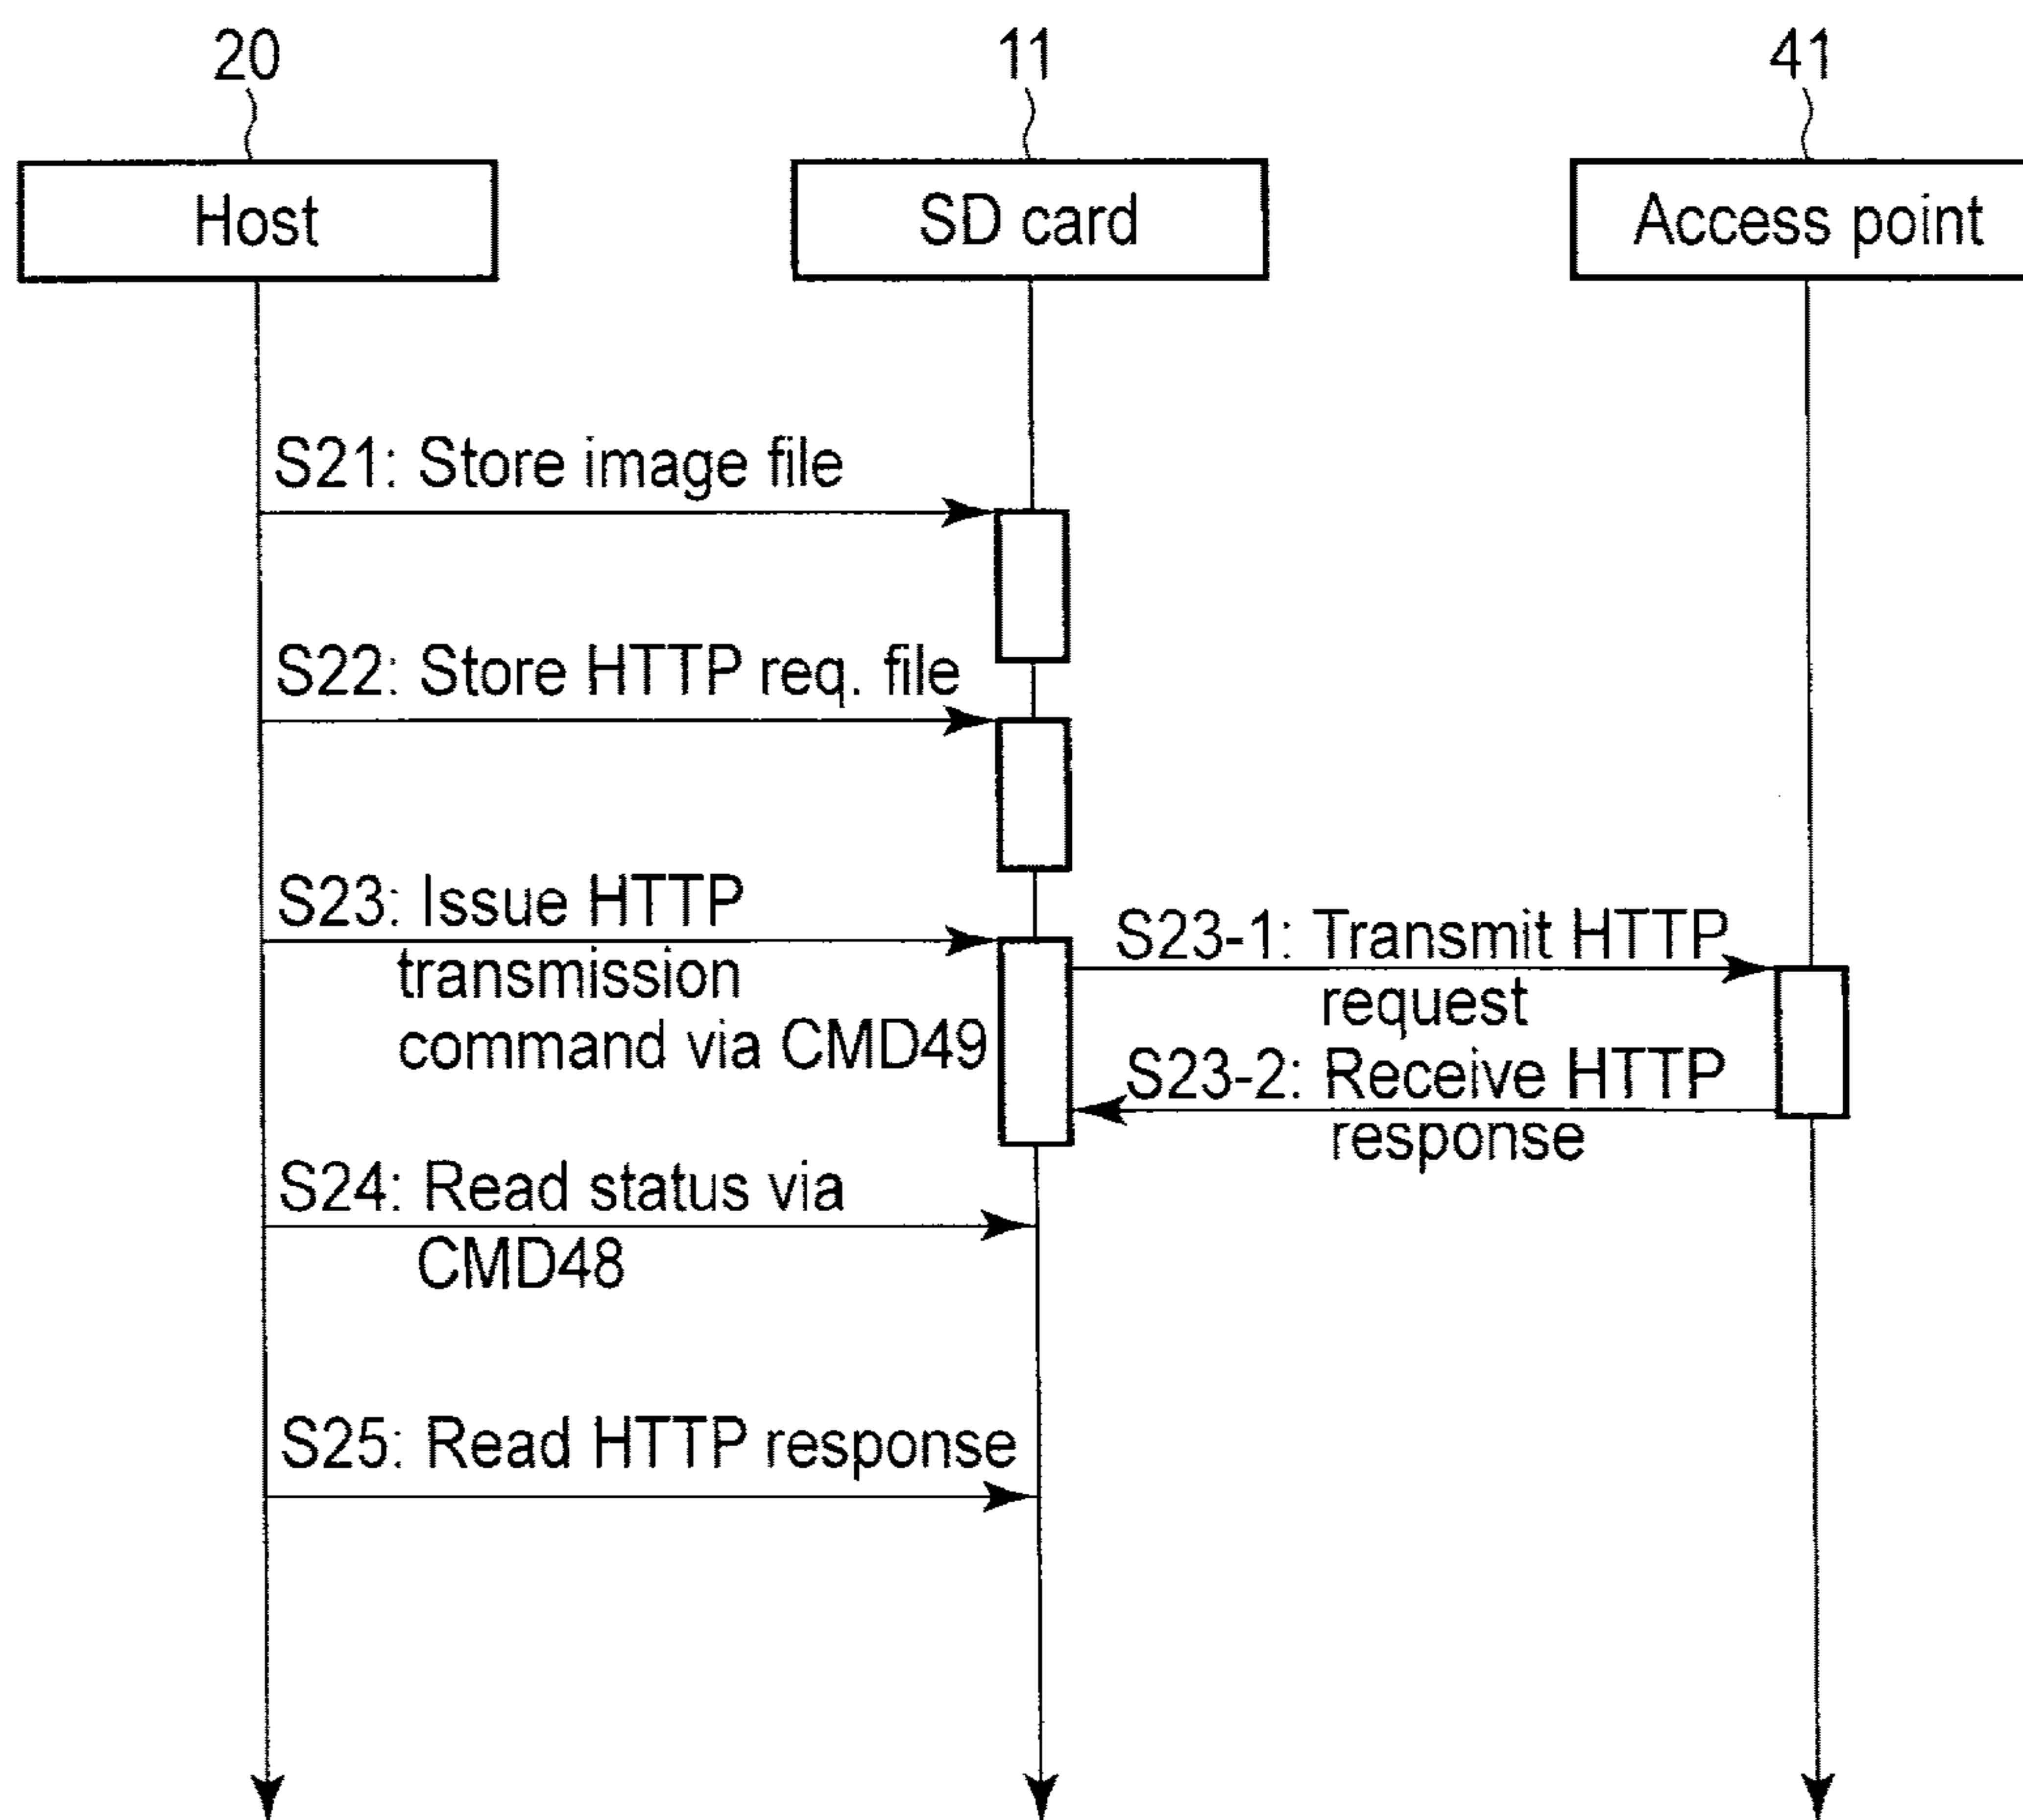 20
11
41
Host
SD card
Access point
S21: Store image file
S22: Store HTTP req. file
S23: Issue HTTP
transmission
command via CMD49
S23-1: Transmit HTTP
request
S23-2: Receive HTTP
response
S24: Read status via
CMD48
S25: Read HTTP response